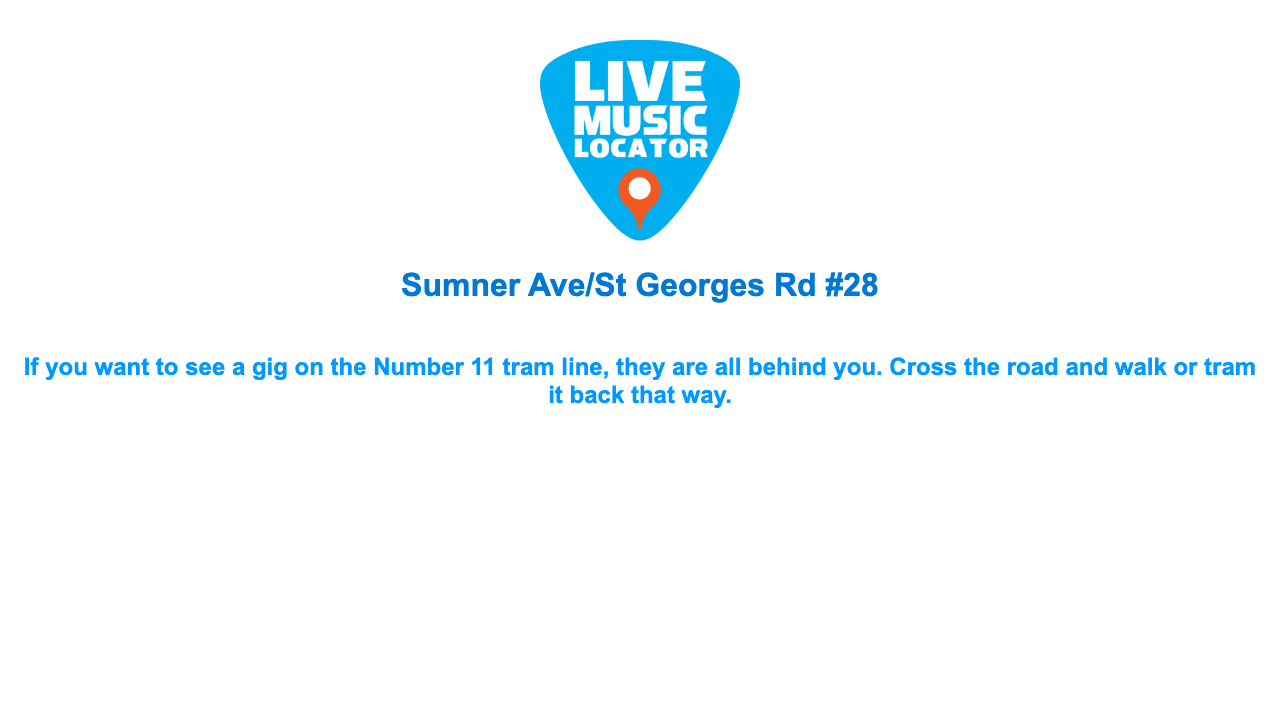 LIVE
MUSIC
LOCATOR
Sumner Ave/St Georges Rd #28
If you want to see a gig on the Number 11 tram line, they are all behind you. Cross the road and walk or tram
it back that way.